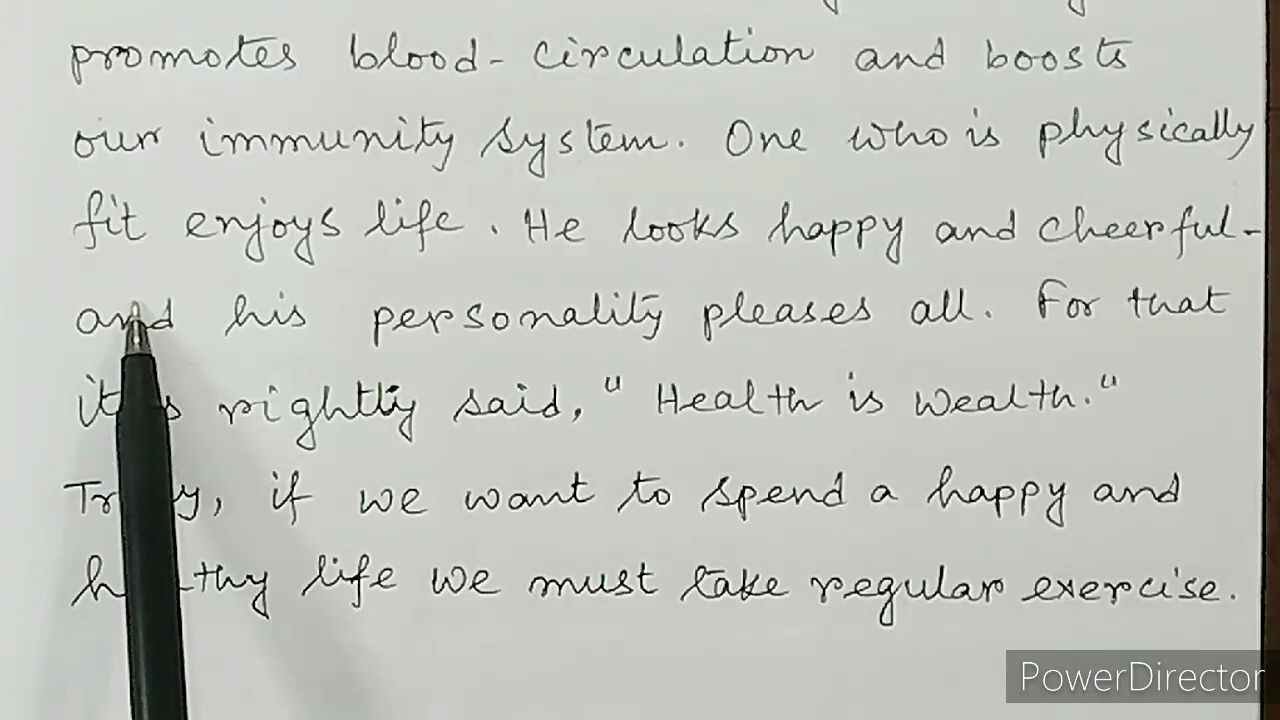 promotes blood-circulation and boosts
our immunity system. One who is physically
fit enjoys life. He looks happy and cheerful-
and his personality pleases all. For that
it is rightly said, "Health is Wealth."
if we want to spend a happy and
life we must take regular exercise.
PowerDirector